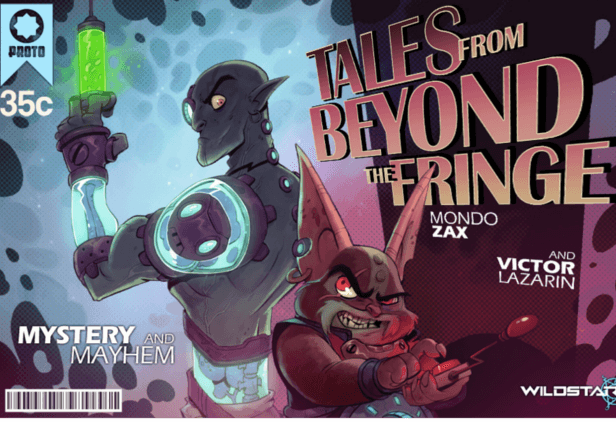 PROTO
35c
TALES FROM
BEYOND
THE FRINGE
MONDO
ZAX
AND
VICTOR
LAZARIN
MYSTERY AND
MAYHEM
WILDSTAR